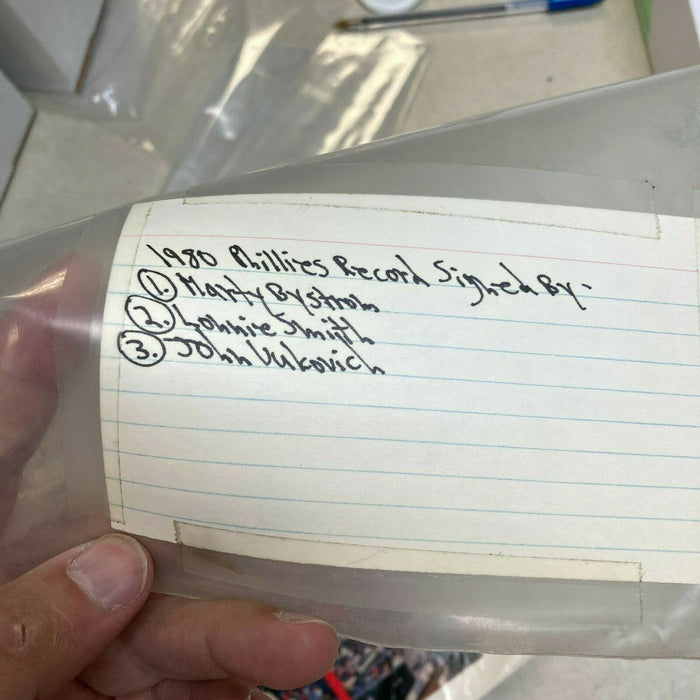 1980 Phillies Record Signed By-
1. Marty Bystrom
2. Lonnie Smith
3. John Vukovich